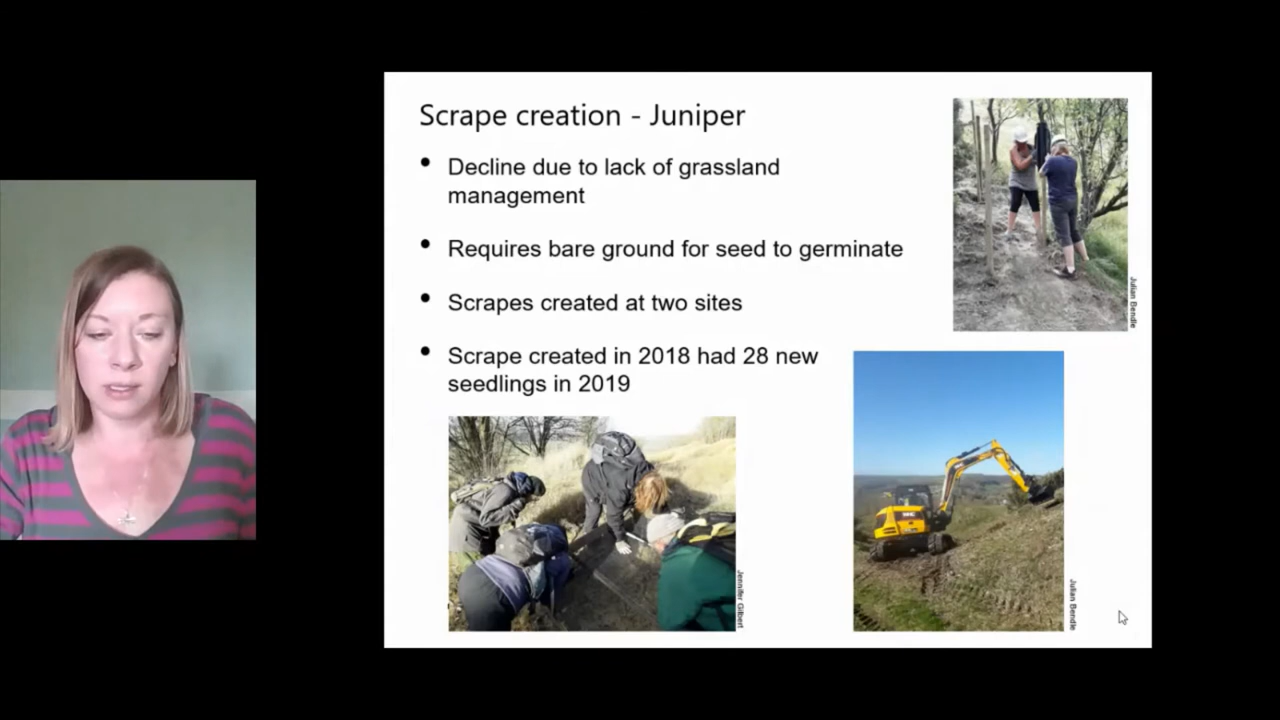 Scrape creation - Juniper
• Decline due to lack of grassland
management
• Requires bare ground for seed to germinate
• Scrapes created at two sites
• Scrape created in 2018 had 28 new
seedlings in 2019
Julian Bendle
Jennifer Gilbert
Julian Bendle